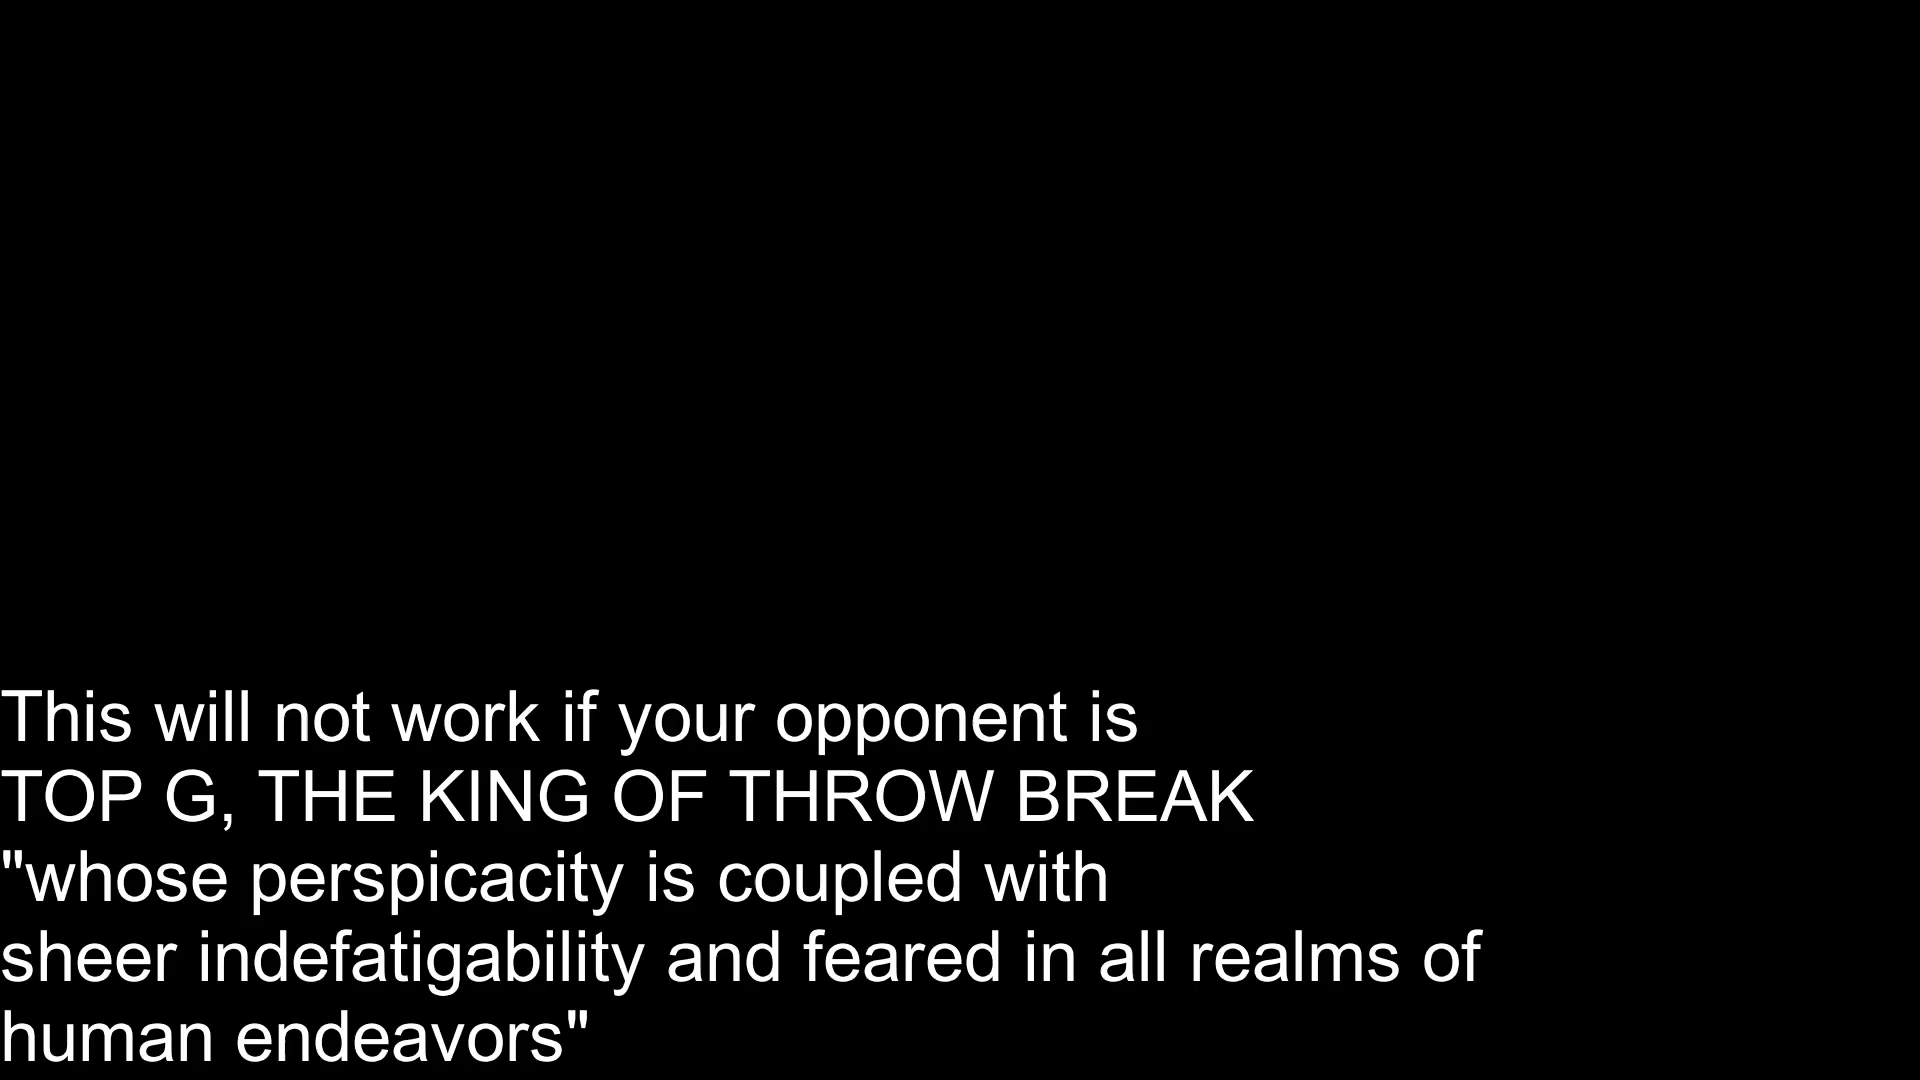 This will not work if your opponent is
TOP G, THE KING OF THROW BREAK
"whose perspicacity is coupled with
sheer indefatigability and feared in all realms of
human endeavors"